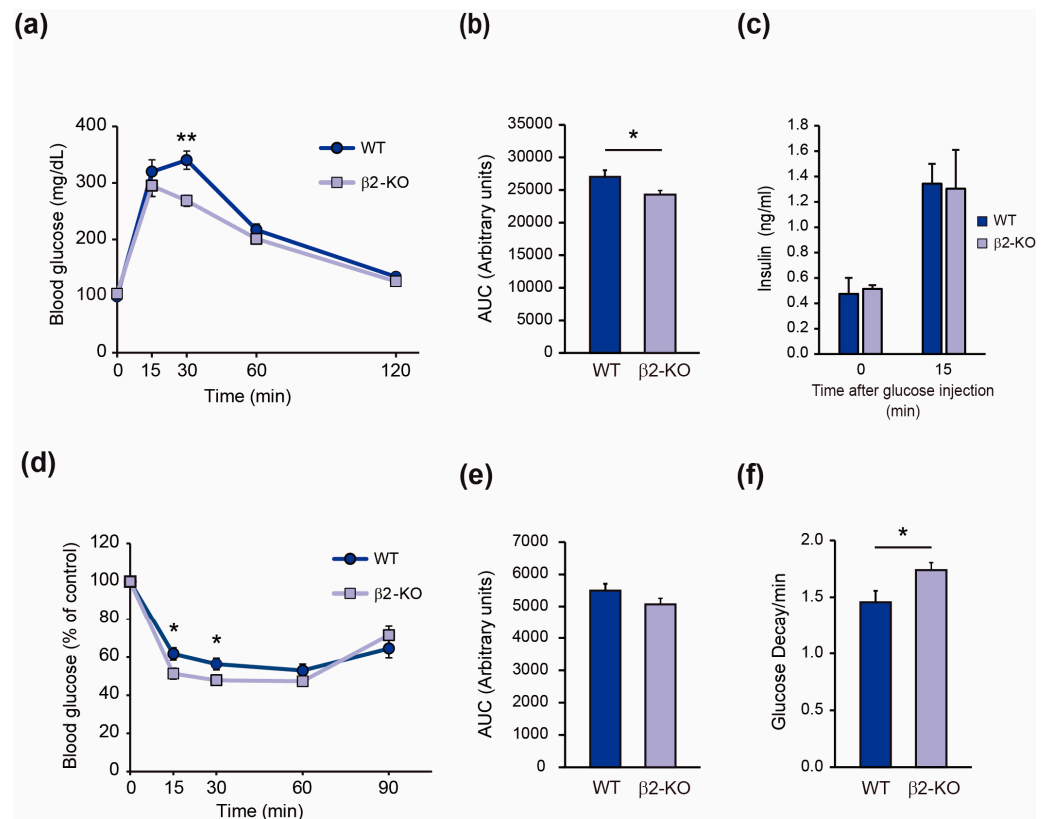 (a)
Blood glucose (mg/dL)
400
300
200
100
0
**
WT
β2-KO
0 15 30 60 120
Time (min)
(b)
AUC (Arbitrary units)
35000
30000
25000
20000
15000
10000
5000
0
*
WT β2-KO
(c)
Insulin (ng/ml)
1.8
1.6
1.4
1.2
1.0
0.8
0.6
0.4
0.2
0.0
WT
β2-KO
0 15
Time after glucose injection
(min)
(d)
Blood glucose (% of control)
120
100
80
60
40
20
0
* *
WT
β2-KO
0 15 30 60 90
Time (min)
(e)
AUC (Arbitrary units)
7000
6000
5000
4000
3000
2000
1000
0
WT β2-KO
(f)
Glucose Decay/min
2.0
1.5
1.0
0.5
0.0
*
WT β2-KO